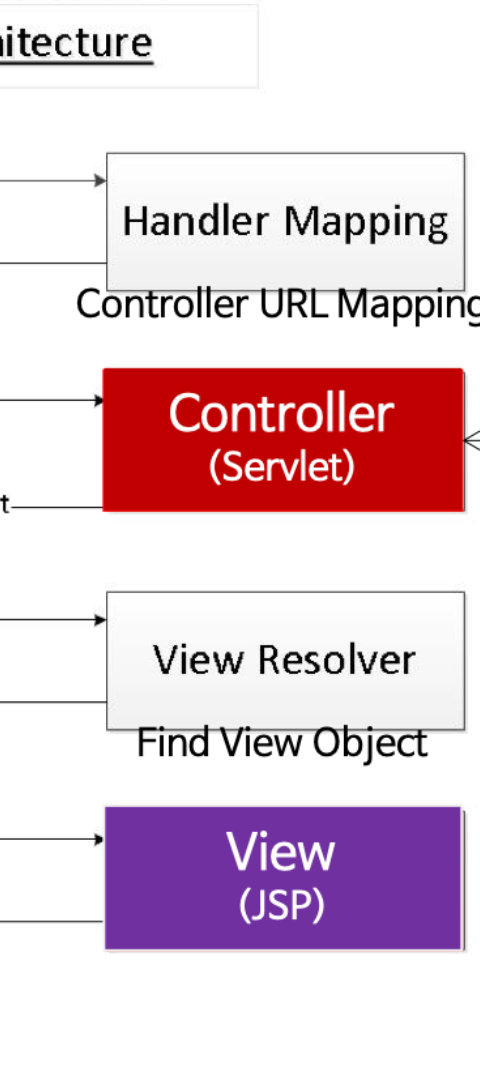 hitecture
Handler Mapping
Controller URL Mapping
Controller
(Servlet)
t
View Resolver
Find View Object
View
(JSP)